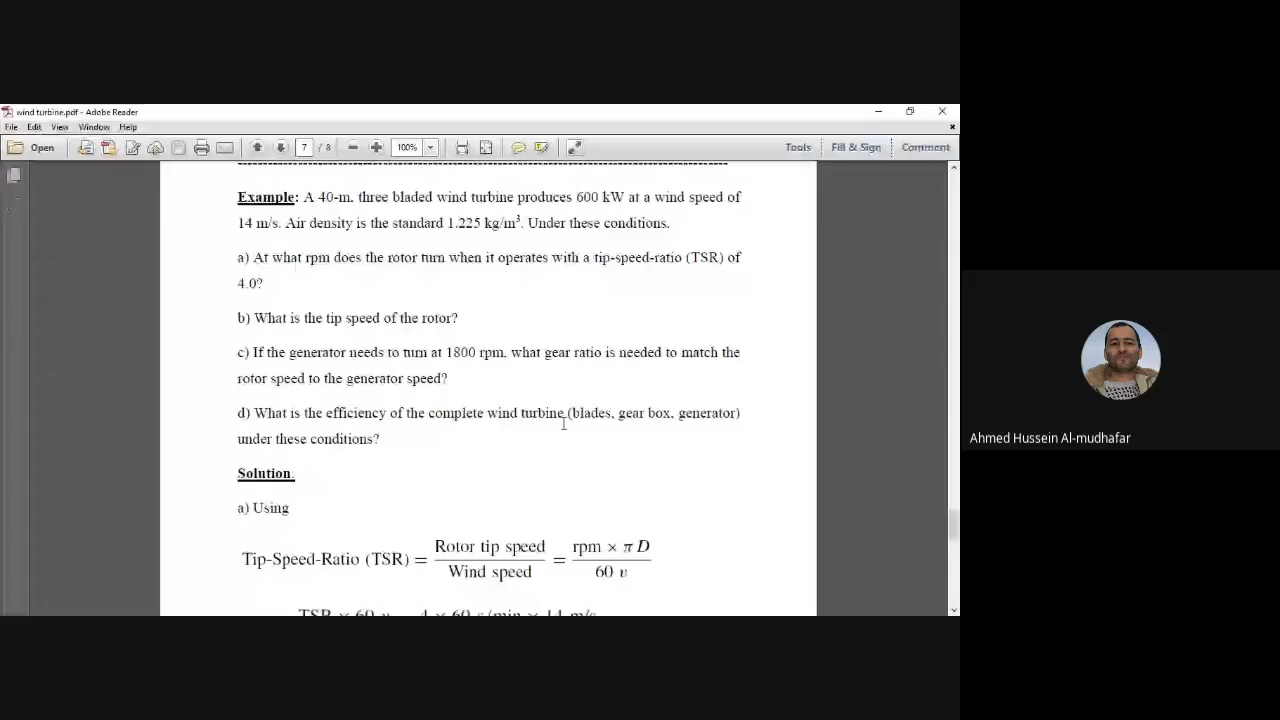 wind turbine.pdf - Adobe Reader
File Edit View Window Help
Open 7 / 8 100% Tools Fill & Sign Comment
Example: A 40-m, three bladed wind turbine produces 600 kW at a wind speed of
14 m/s. Air density is the standard 1.225 kg/m³. Under these conditions.
a) At what rpm does the rotor turn when it operates with a tip-speed-ratio (TSR) of
4.0?
b) What is the tip speed of the rotor?
c) If the generator needs to turn at 1800 rpm, what gear ratio is needed to match the
rotor speed to the generator speed?
d) What is the efficiency of the complete wind turbine (blades, gear box, generator)
under these conditions?
Solution:
a) Using
Tip-Speed-Ratio (TSR) = Rotor tip speed / Wind speed = rpm × π D / 60 υ
TSR × 60 υ 4 × 60 s/min × 14 m/s
Ahmed Hussein Al-mudhafar